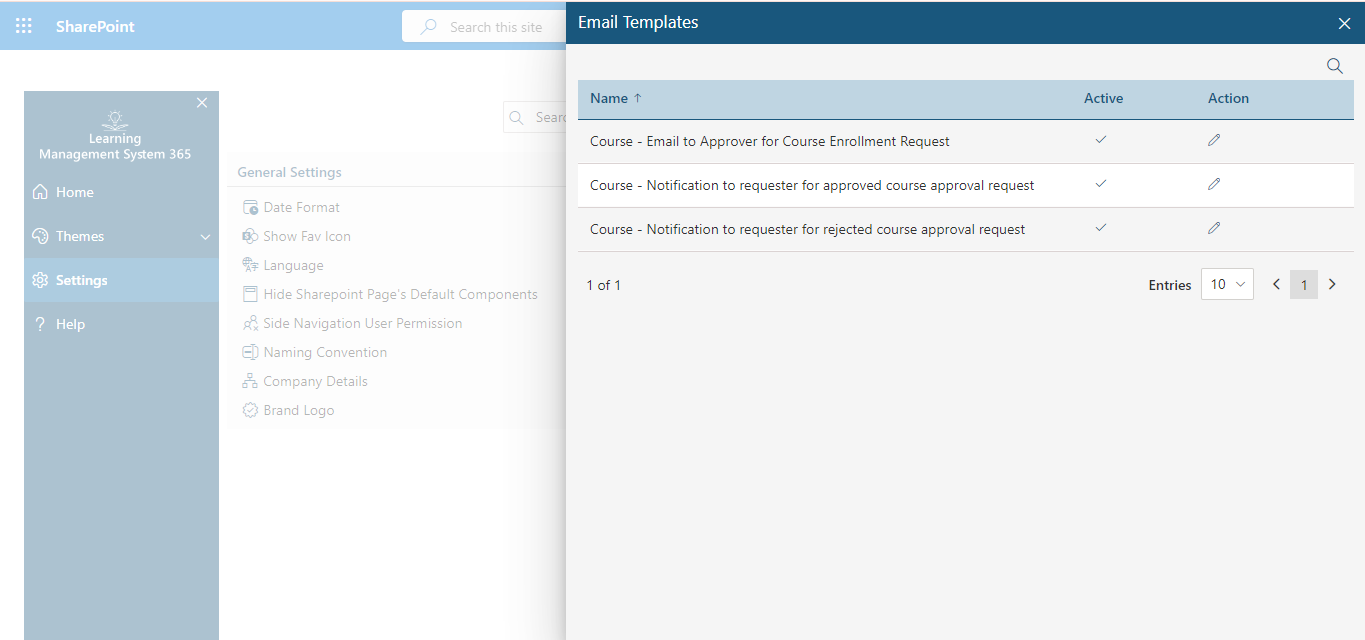 SharePoint
Search this site
Email Templates
Learning
Management System 365
Home
Themes
Settings
Help
Sear
General Settings
Date Format
Show Fav Icon
Language
Hide Sharepoint Page's Default Components
Side Navigation User Permission
Naming Convention
Company Details
Brand Logo
Name ↑ Active Action
Course - Email to Approver for Course Enrollment Request
Course - Notification to requester for approved course approval request
Course - Notification to requester for rejected course approval request
1 of 1
Entries 10 1